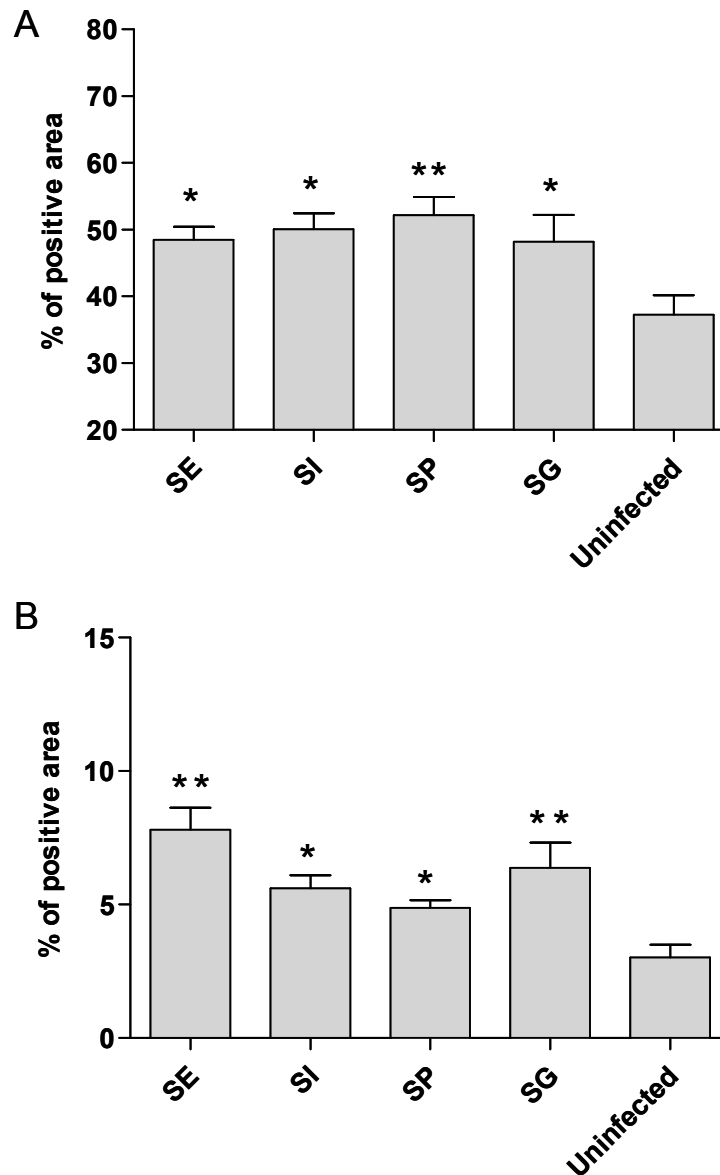 A
% of positive area
80
70
60
50
40
30
20
*
*
**
*
SE
SI
SP
SG
Uninfected
B
% of positive area
15
10
5
0
**
*
*
**
SE
SI
SP
SG
Uninfected